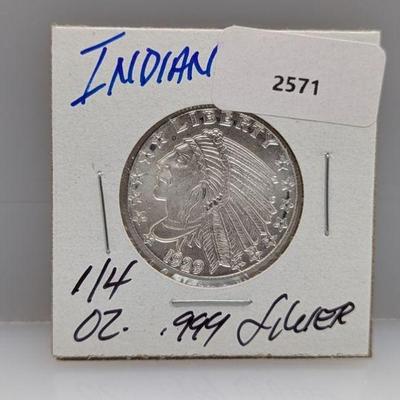 INDIAN
2571
LIBERTY
1929
1/4
OZ. .999 SILVER